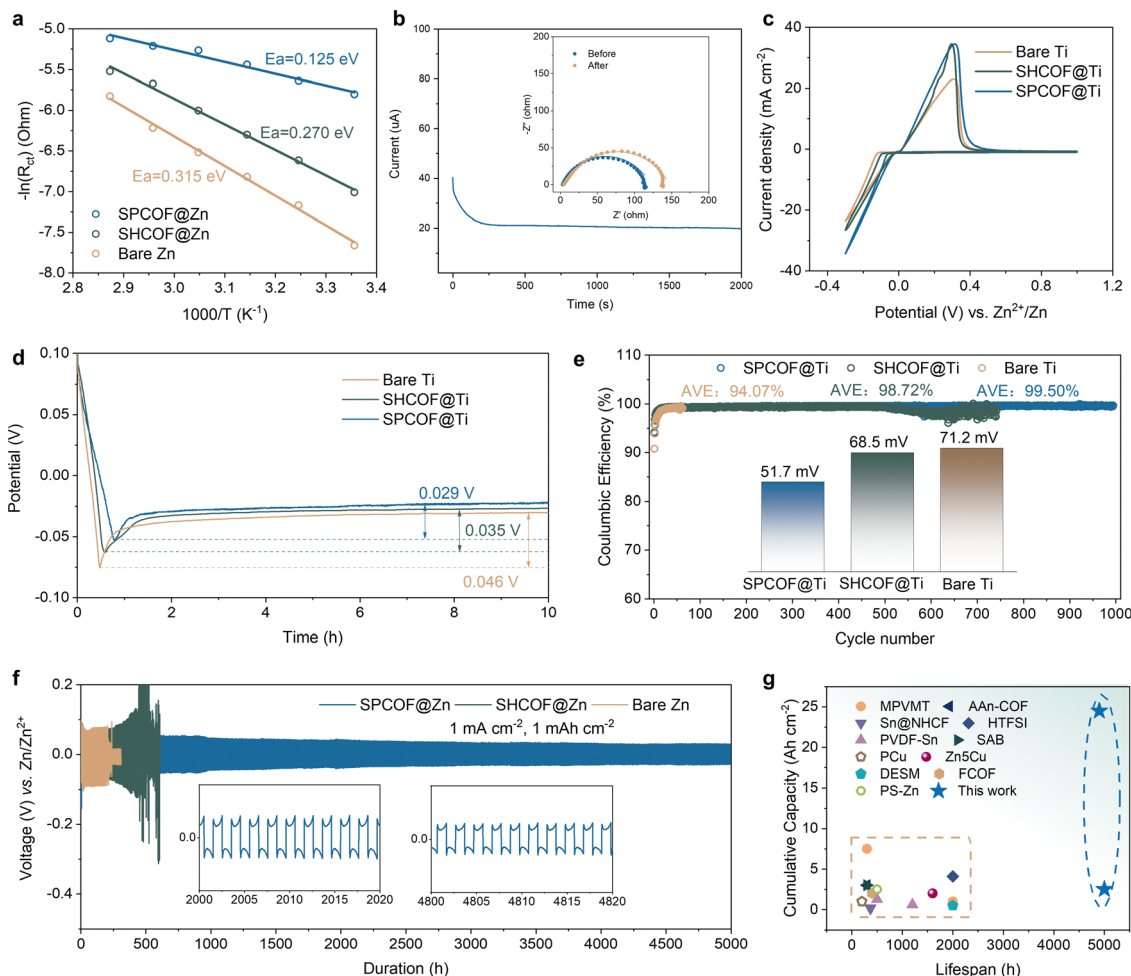 a
-ln(Rct) (Ohm)
-5.0
-5.5
-6.0
-6.5
-7.0
-7.5
-8.0
Ea=0.125 eV
Ea=0.270 eV
Ea=0.315 eV
SPCOF@Zn
SHCOF@Zn
Bare Zn
2.8 2.9 3.0 3.1 3.2 3.3 3.4
1000/T (K-1)
b
Current (uA)
100
80
60
40
20
0 500 1000 1500 2000
Time (s)
-Z'' (ohm)
200
150
100
50
0
Before
After
0 50 100 150 200
Z' (ohm)
c
Current density (mA cm-2)
40
20
0
-20
-40
Bare Ti
SHCOF@Ti
SPCOF@Ti
-0.4 0.0 0.4 0.8 1.2
Potential (V) vs. Zn2+/Zn
d
Potential (V)
0.10
0.05
0.00
-0.05
-0.10
Bare Ti
SHCOF@Ti
SPCOF@Ti
0.029 V
0.035 V
0.046 V
0 2 4 6 8 10
Time (h)
e
Coulumbic Efficiency (%)
110
100
90
80
70
60
SPCOF@Ti SHCOF@Ti Bare Ti
AVE: 94.07% AVE: 98.72% AVE: 99.50%
51.7 mV 68.5 mV 71.2 mV
SPCOF@Ti SHCOF@Ti Bare Ti
0 100 200 300 400 500 600 700 800 900 1000
Cycle number
f
Voltage (V) vs. Zn/Zn2+
0.2
0.0
-0.2
-0.4
SPCOF@Zn SHCOF@Zn Bare Zn
1 mA cm-2, 1 mAh cm-2
0.0
2000 2005 2010 2015 2020
0.0
4800 4805 4810 4815 4820
0 500 1000 1500 2000 2500 3000 3500 4000 4500 5000
Duration (h)
g
Cumulative Capacity (Ah cm-2)
25
20
15
10
5
0
MPVMT AAn-COF
Sn@NHCF HTFSI
PVDF-Sn SAB
PCu Zn5Cu
DESM FCOF
PS-Zn This work
0 1000 2000 3000 4000 5000
Lifespan (h)